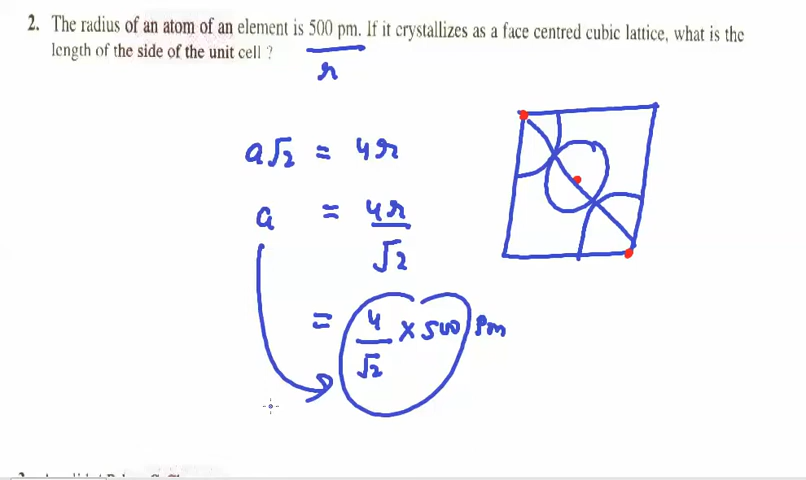 2. The radius of an atom of an element is 500 pm. If it crystallizes as a face centred cubic lattice, what is the
length of the side of the unit cell ?
r
a√2 = 4r
a = 4r/√2
= 4/√2 × 500 Pm